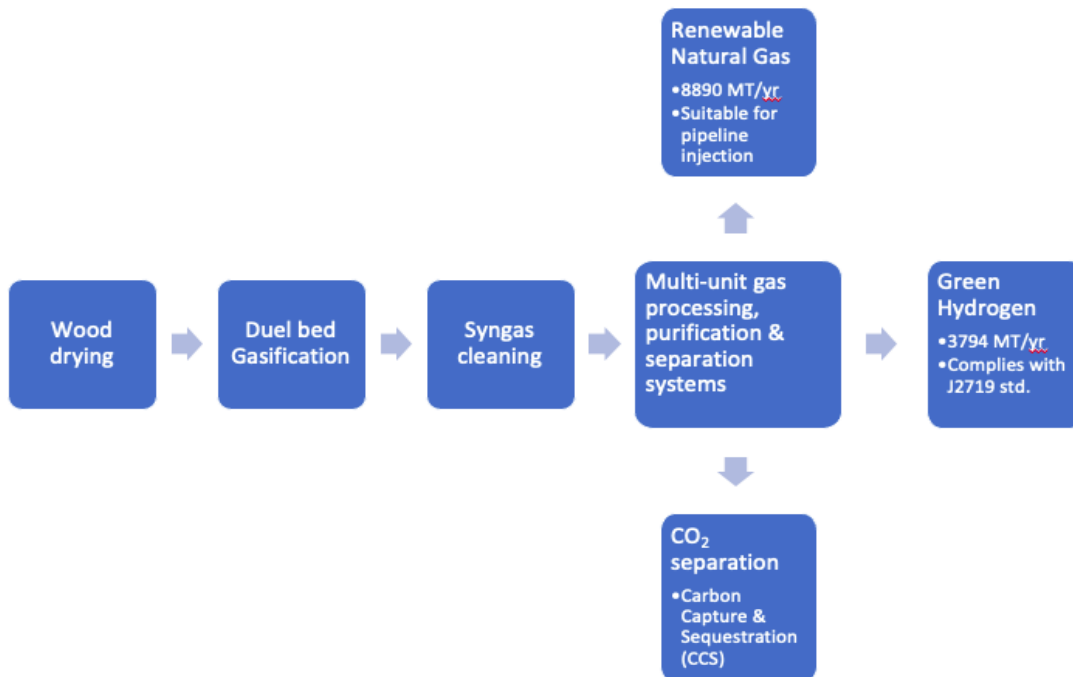 Renewable
Natural Gas
•8890 MT/yr
•Suitable for
pipeline
injection
Wood
drying
Duel bed
Gasification
Syngas
cleaning
Multi-unit gas
processing,
purification &
separation
systems
Green
Hydrogen
•3794 MT/yr
•Complies with
J2719 std.
CO₂
separation
•Carbon
Capture &
Sequestration
(CCS)